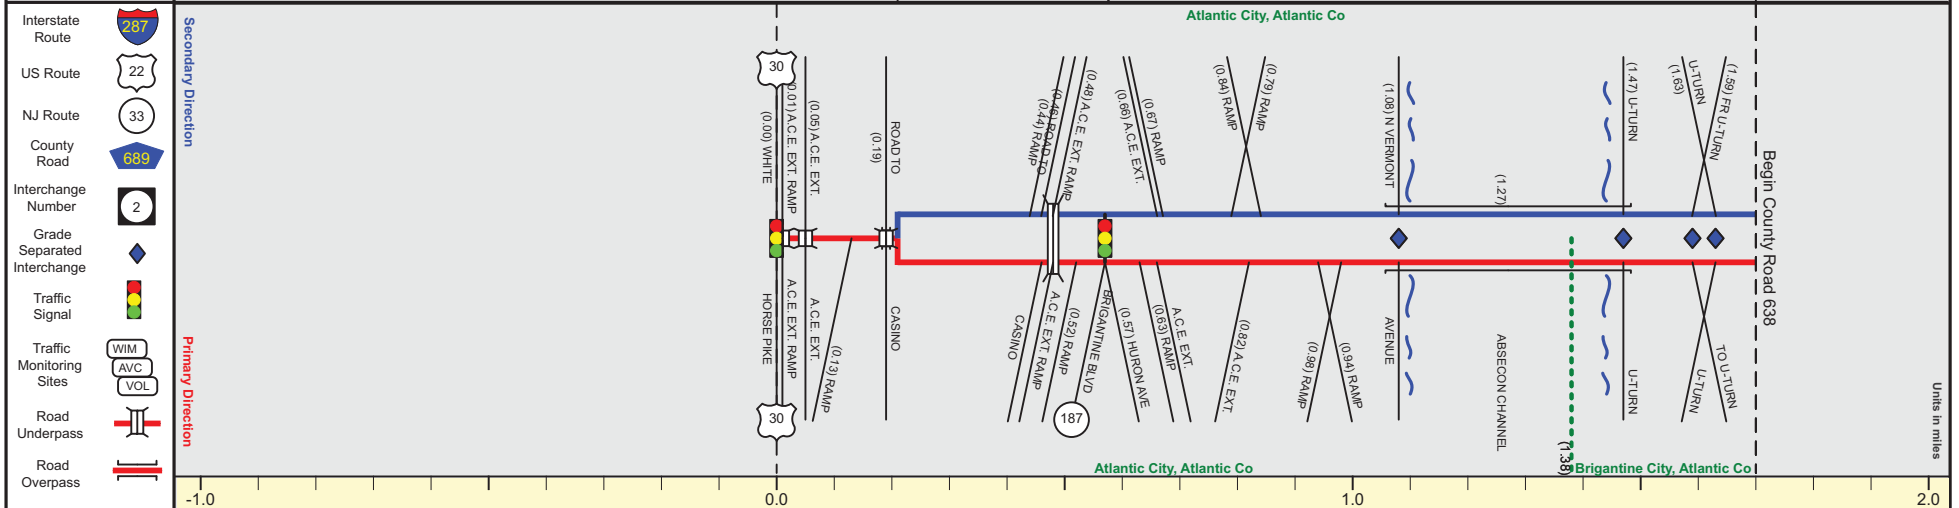 Interstate
Route
287
US Route
22
NJ Route
33
County
Road
689
Interchange
Number
2
Grade
Separated
Interchange
Traffic
Signal
Traffic
Monitoring
Sites
WIM
AVC
VOL
Road
Underpass
Road
Overpass
Secondary Direction
Primary Direction
Atlantic City, Atlantic Co
30
(0.00) WHITE
(0.01) A.C.E. EXT. RAMP
(0.05) A.C.E. EXT.
ROAD TO
(0.19)
(0.44) RAMP
(0.46) ROAD TO
(0.48) A.C.E. EXT. RAMP
(0.66) A.C.E. EXT.
(0.67) RAMP
(0.84) RAMP
(0.79) RAMP
(1.08) N VERMONT
(1.27)
(1.47) U-TURN
U-TURN
(1.63)
(1.59) FR U-TURN
Begin County Road 638
HORSE PIKE
A.C.E. EXT. RAMP
A.C.E. EXT.
(0.13) RAMP
CASINO
CASINO
A.C.E. EXT. RAMP
(0.52) RAMP
BRIGANTINE BLVD
(0.57) HURON AVE
(0.63) RAMP
A.C.E. EXT.
(0.82) A.C.E. EXT.
(0.98) RAMP
(0.94) RAMP
AVENUE
ABSECON CHANNEL
(1.38)
U-TURN
U-TURN
TO U-TURN
30
187
Atlantic City, Atlantic Co
Brigantine City, Atlantic Co
Units in miles
-1.0
0.0
1.0
2.0